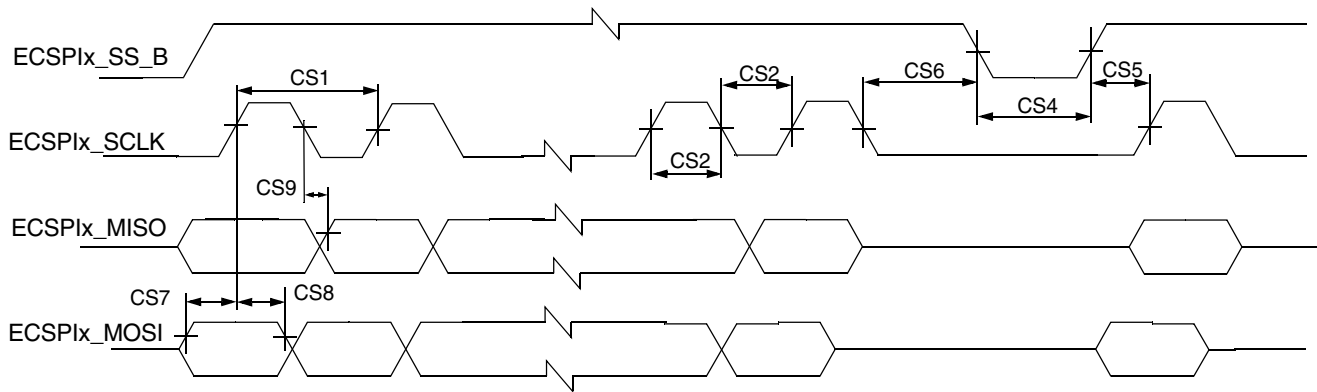 ECSPIx_SS_B
CS1
CS2
CS6
CS5
CS4
ECSPIx_SCLK
CS2
CS9
ECSPIx_MISO
CS7
CS8
ECSPIx_MOSI